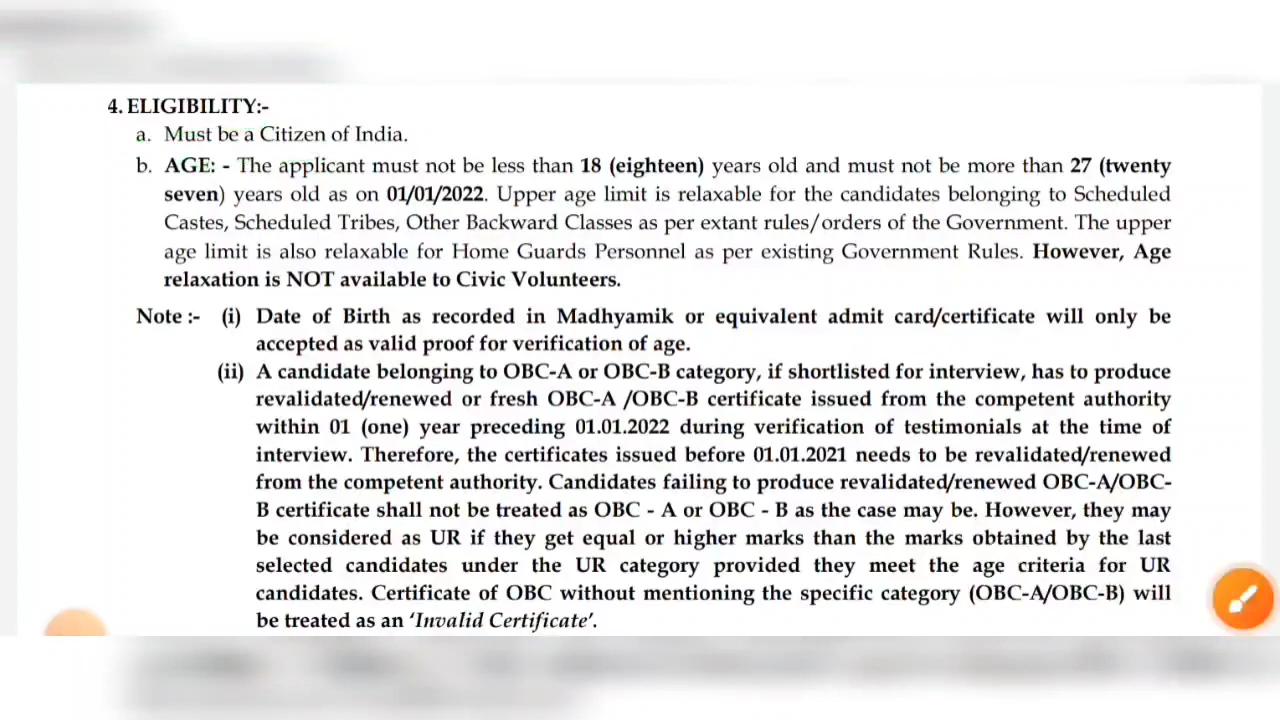 4. ELIGIBILITY:-
a. Must be a Citizen of India.
b. AGE: - The applicant must not be less than 18 (eighteen) years old and must not be more than 27 (twenty
seven) years old as on 01/01/2022. Upper age limit is relaxable for the candidates belonging to Scheduled
Castes, Scheduled Tribes, Other Backward Classes as per extant rules/orders of the Government. The upper
age limit is also relaxable for Home Guards Personnel as per existing Government Rules. However, Age
relaxation is NOT available to Civic Volunteers.
Note :- (i) Date of Birth as recorded in Madhyamik or equivalent admit card/certificate will only be
accepted as valid proof for verification of age.
(ii) A candidate belonging to OBC-A or OBC-B category, if shortlisted for interview, has to produce
revalidated/renewed or fresh OBC-A /OBC-B certificate issued from the competent authority
within 01 (one) year preceding 01.01.2022 during verification of testimonials at the time of
interview. Therefore, the certificates issued before 01.01.2021 needs to be revalidated/renewed
from the competent authority. Candidates failing to produce revalidated/renewed OBC-A/OBC-
B certificate shall not be treated as OBC - A or OBC - B as the case may be. However, they may
be considered as UR if they get equal or higher marks than the marks obtained by the last
selected candidates under the UR category provided they meet the age criteria for UR
candidates. Certificate of OBC without mentioning the specific category (OBC-A/OBC-B) will
be treated as an 'Invalid Certificate'.